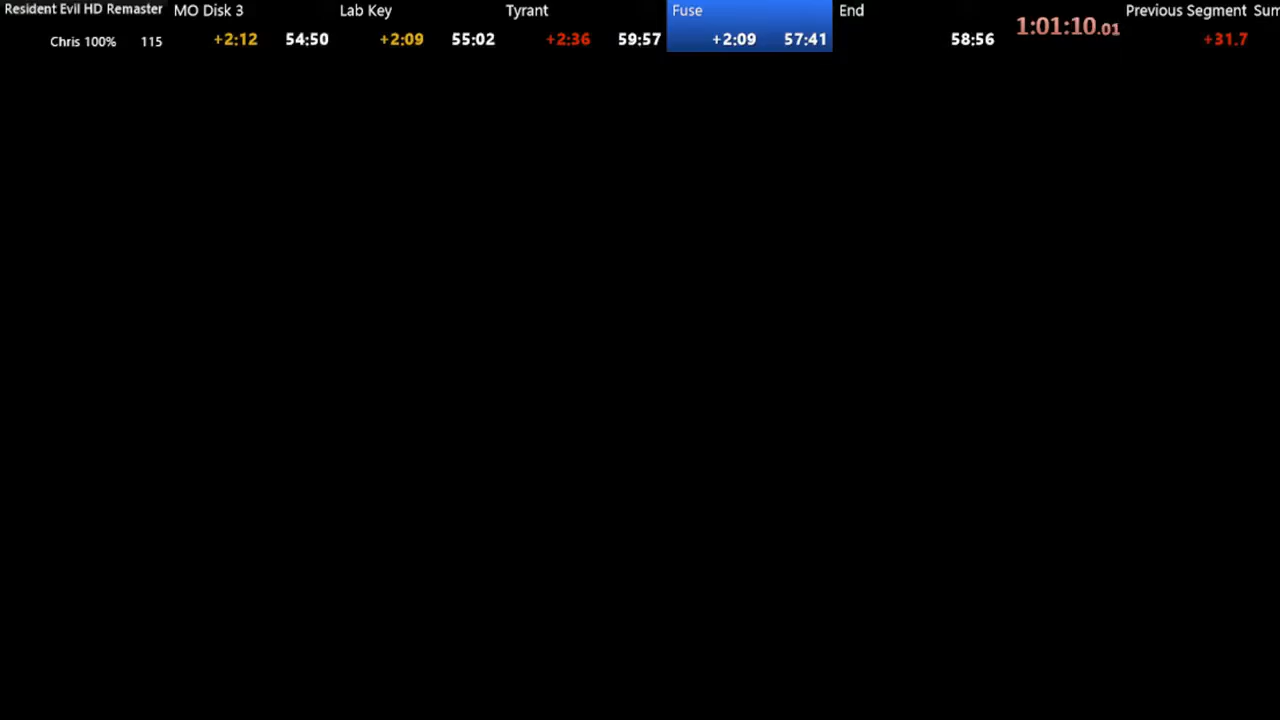 Resident Evil HD Remaster
Chris 100% 115
MO Disk 3
+2:12 54:50
Lab Key
+2:09 55:02
Tyrant
+2:36 59:57
Fuse
+2:09 57:41
End
58:56
1:01:10.01
Previous Segment
+31.7
Sum